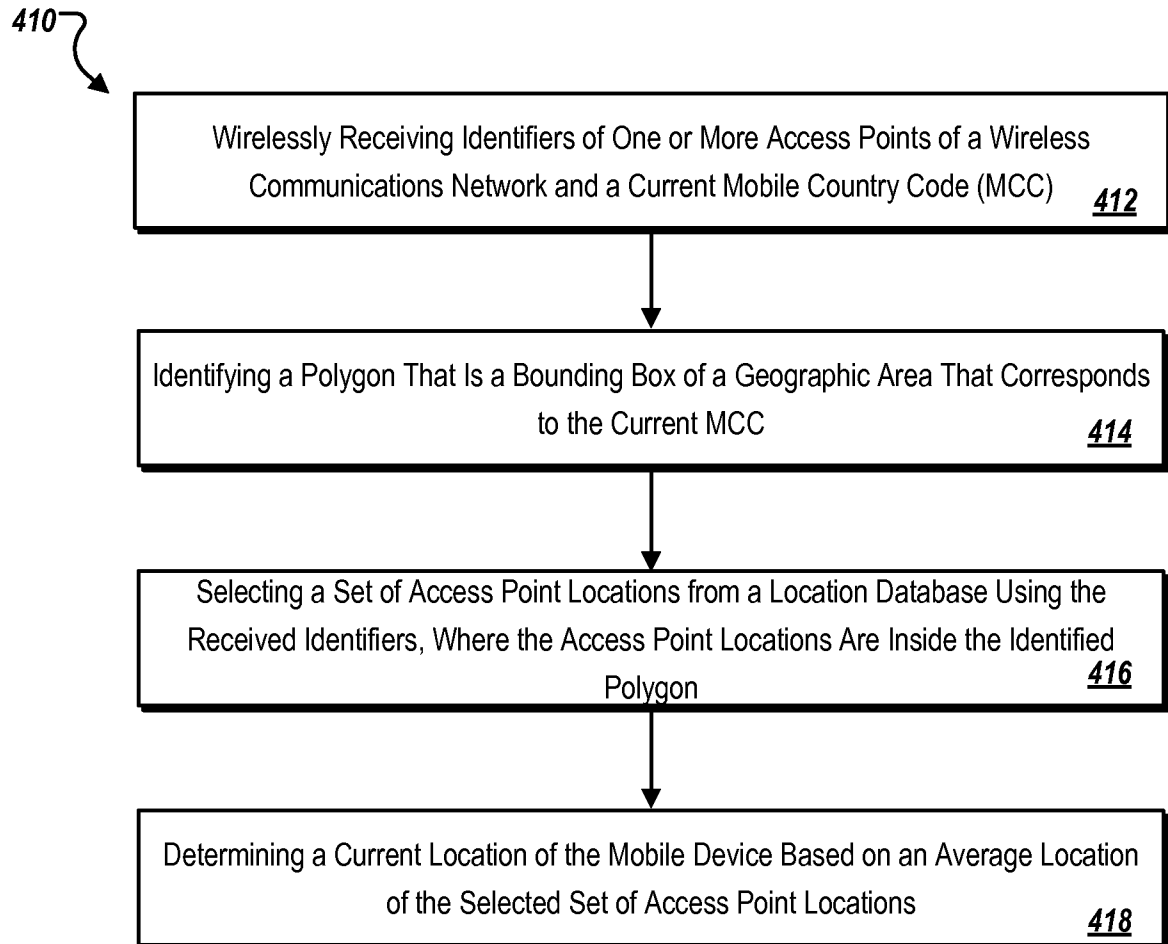 410
Wirelessly Receiving Identifiers of One or More Access Points of a Wireless
Communications Network and a Current Mobile Country Code (MCC)
412
Identifying a Polygon That Is a Bounding Box of a Geographic Area That Corresponds
to the Current MCC
414
Selecting a Set of Access Point Locations from a Location Database Using the
Received Identifiers, Where the Access Point Locations Are Inside the Identified
Polygon
416
Determining a Current Location of the Mobile Device Based on an Average Location
of the Selected Set of Access Point Locations
418